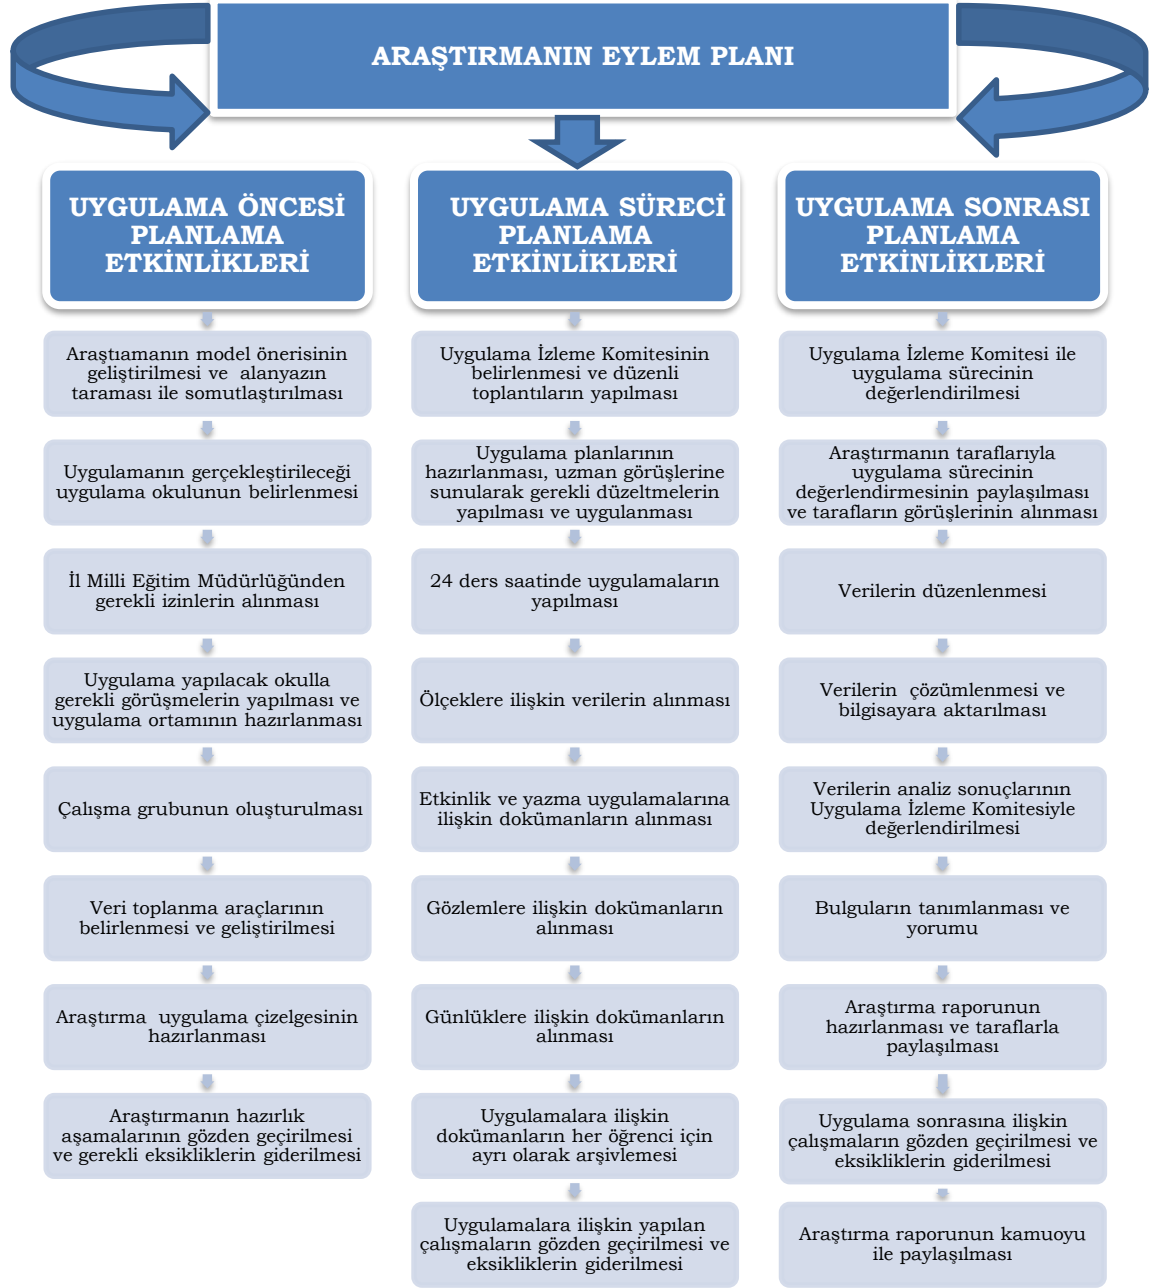 ARAŞTIRMANIN EYLEM PLANI
UYGULAMA ÖNCESİ
PLANLAMA
ETKİNLİKLERİ
Araştıamanın model önerisinin
geliştirilmesi ve alanyazın
taraması ile somutlaştırılması
Uygulamanın gerçekleştirileceği
uygulama okulunun belirlenmesi
İl Milli Eğitim Müdürlüğünden
gerekli izinlerin alınması
Uygulama yapılacak okulla
gerekli görüşmelerin yapılması ve
uygulama ortamının hazırlanması
Çalışma grubunun oluşturulması
Veri toplanma araçlarının
belirlenmesi ve geliştirilmesi
Araştırma uygulama çizelgesinin
hazırlanması
Araştırmanın hazırlık
aşamalarının gözden geçirilmesi
ve gerekli eksikliklerin giderilmesi
UYGULAMA SÜRECİ
PLANLAMA
ETKİNLİKLERİ
Uygulama İzleme Komitesinin
belirlenmesi ve düzenli
toplantıların yapılması
Uygulama planlarının
hazırlanması, uzman görüşlerine
sunularak gerekli düzeltmelerin
yapılması ve uygulanması
24 ders saatinde uygulamaların
yapılması
Ölçeklere ilişkin verilerin alınması
Etkinlik ve yazma uygulamalarına
ilişkin dokümanların alınması
Gözlemlere ilişkin dokümanların
alınması
Günlüklere ilişkin dokümanların
alınması
Uygulamalara ilişkin
dokümanların her öğrenci için
ayrı olarak arşivlemesi
Uygulamalara ilişkin yapılan
çalışmaların gözden geçirilmesi ve
eksikliklerin giderilmesi
UYGULAMA SONRASI
PLANLAMA
ETKİNLİKLERİ
Uygulama İzleme Komitesi ile
uygulama sürecinin
değerlendirilmesi
Araştırmanın taraflarıyla
uygulama sürecinin
değerlendirmesinin paylaşılması
ve tarafların görüşlerinin alınması
Verilerin düzenlenmesi
Verilerin çözümlenmesi ve
bilgisayara aktarılması
Verilerin analiz sonuçlarının
Uygulama İzleme Komitesiyle
değerlendirilmesi
Bulguların tanımlanması ve
yorumu
Araştırma raporunun
hazırlanması ve taraflarla
paylaşılması
Uygulama sonrasına ilişkin
çalışmaların gözden geçirilmesi ve
eksikliklerin giderilmesi
Araştırma raporunun kamuoyu
ile paylaşılması